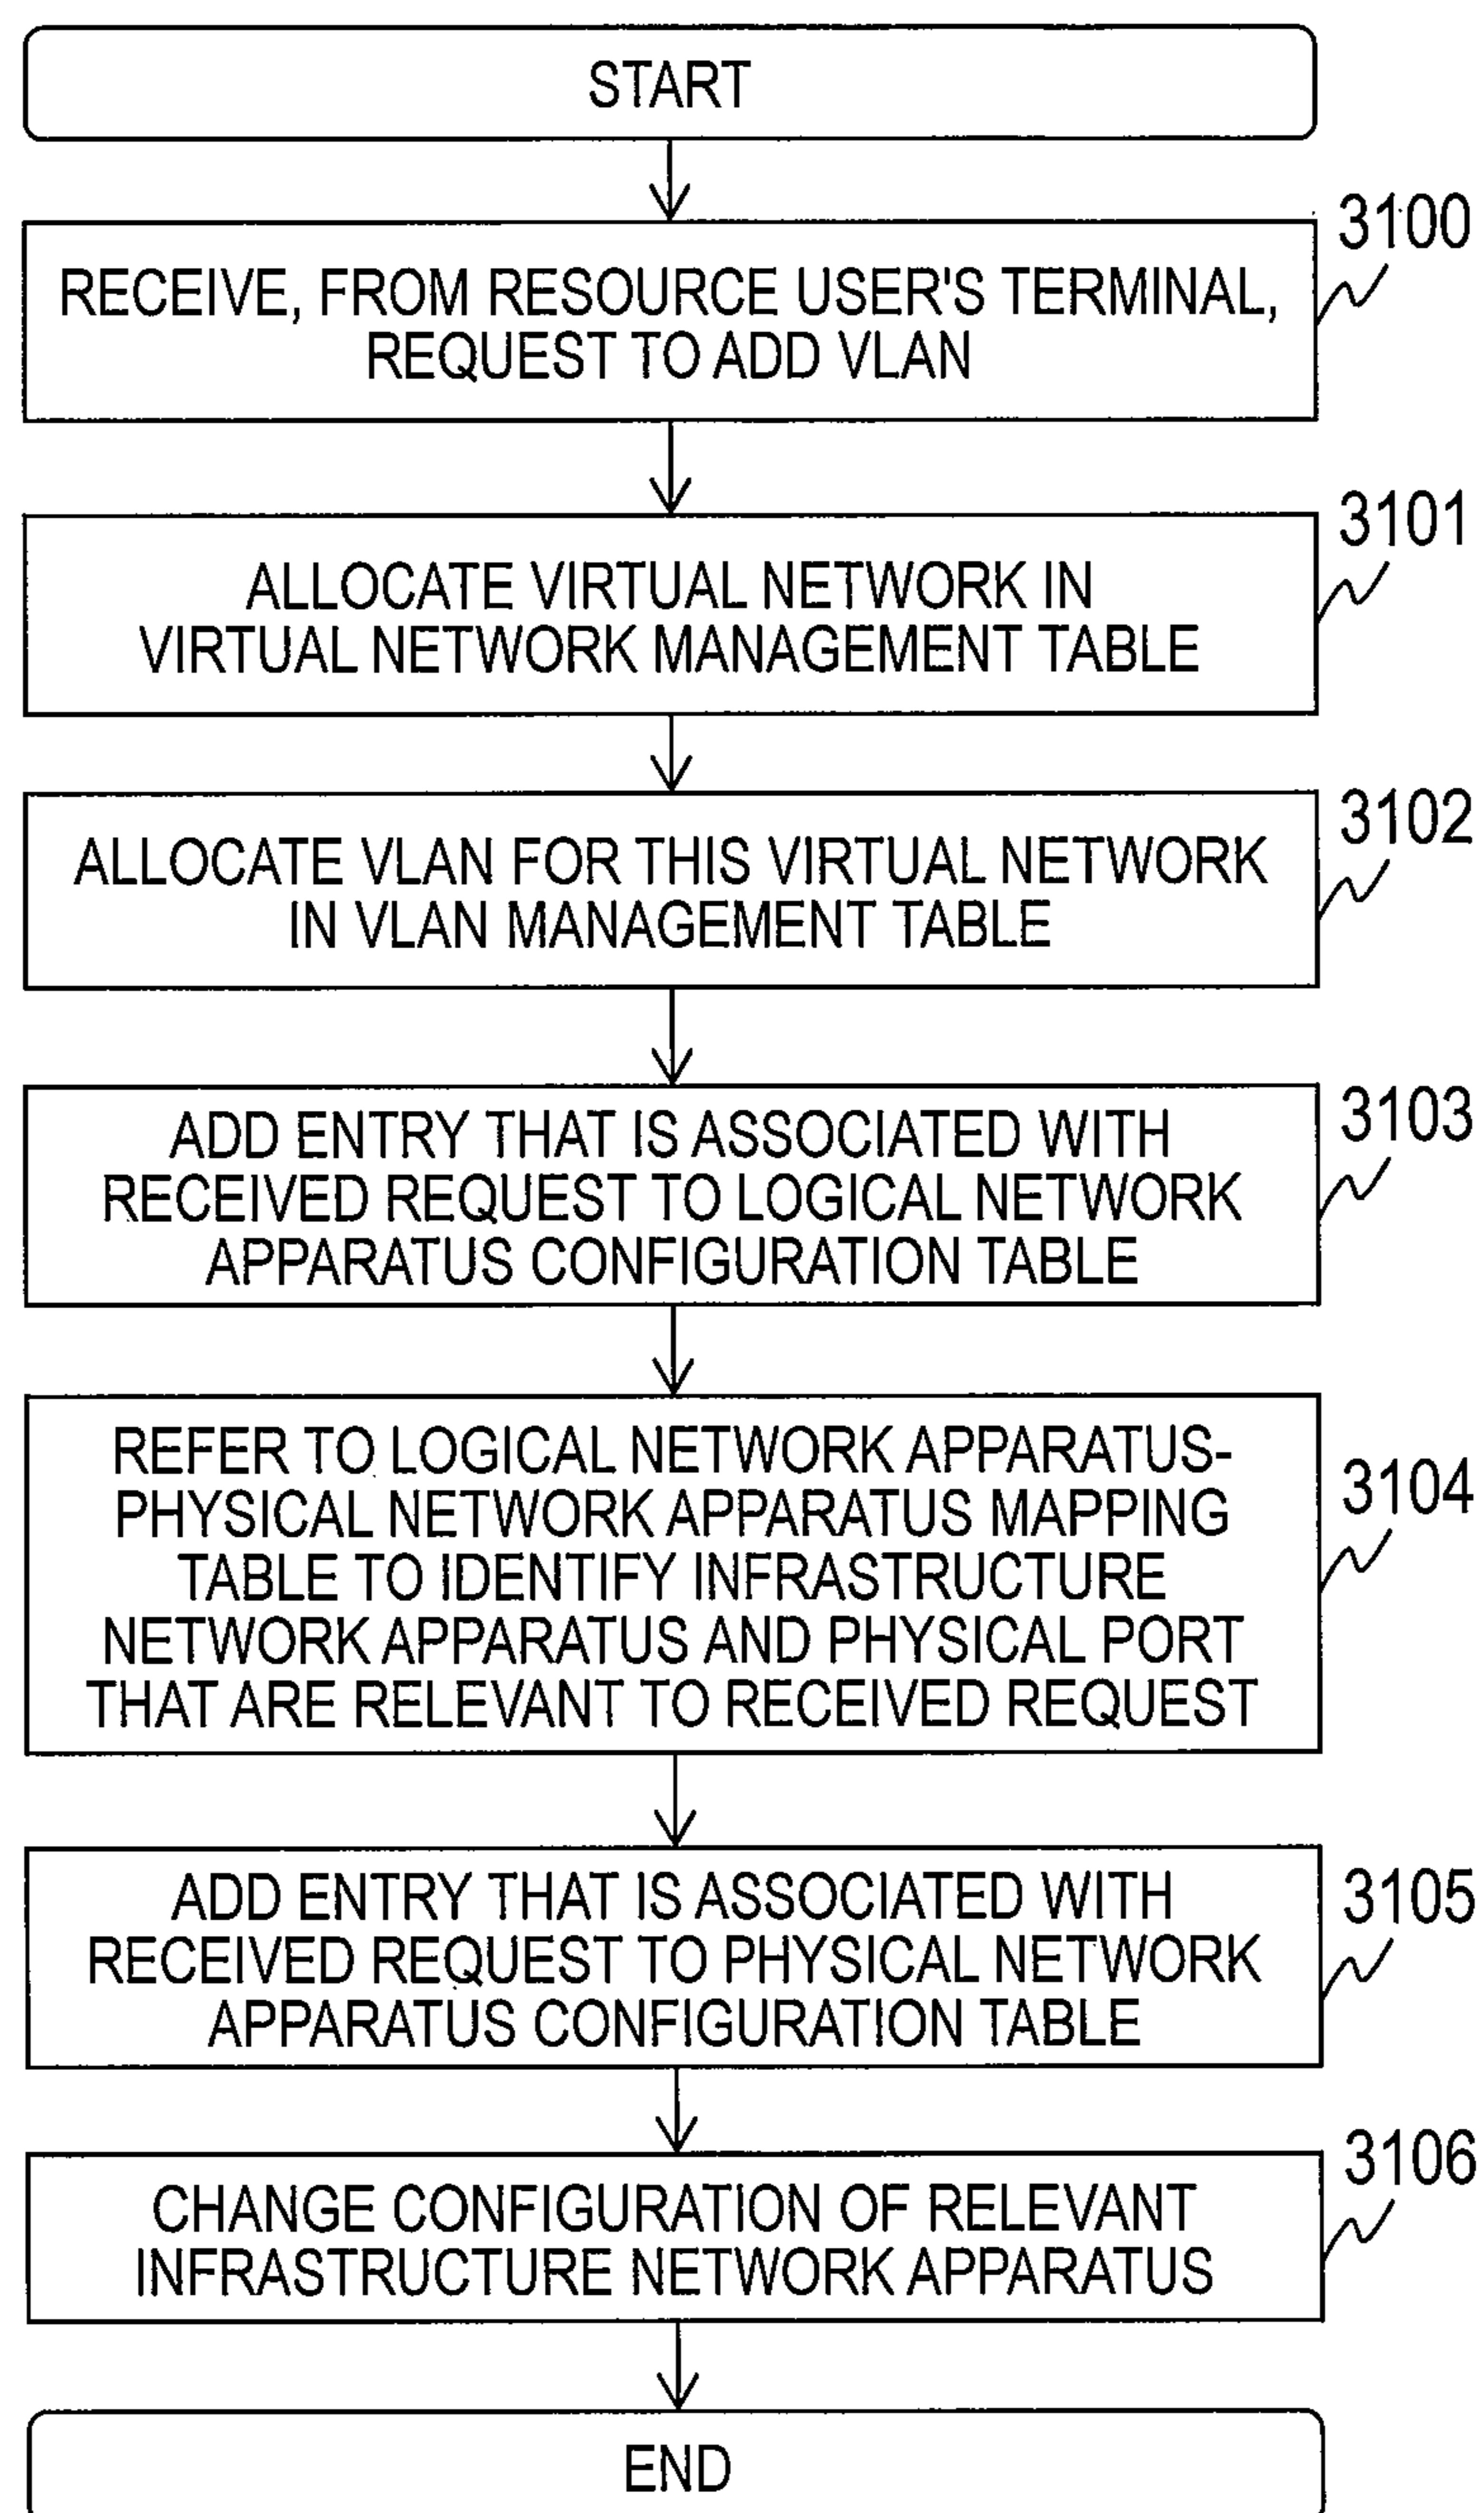 START
3100
RECEIVE, FROM RESOURCE USER'S TERMINAL,
REQUEST TO ADD VLAN
3101
ALLOCATE VIRTUAL NETWORK IN
VIRTUAL NETWORK MANAGEMENT TABLE
3102
ALLOCATE VLAN FOR THIS VIRTUAL NETWORK
IN VLAN MANAGEMENT TABLE
3103
ADD ENTRY THAT IS ASSOCIATED WITH
RECEIVED REQUEST TO LOGICAL NETWORK
APPARATUS CONFIGURATION TABLE
3104
REFER TO LOGICAL NETWORK APPARATUS-
PHYSICAL NETWORK APPARATUS MAPPING
TABLE TO IDENTIFY INFRASTRUCTURE
NETWORK APPARATUS AND PHYSICAL PORT
THAT ARE RELEVANT TO RECEIVED REQUEST
3105
ADD ENTRY THAT IS ASSOCIATED WITH
RECEIVED REQUEST TO PHYSICAL NETWORK
APPARATUS CONFIGURATION TABLE
3106
CHANGE CONFIGURATION OF RELEVANT
INFRASTRUCTURE NETWORK APPARATUS
END